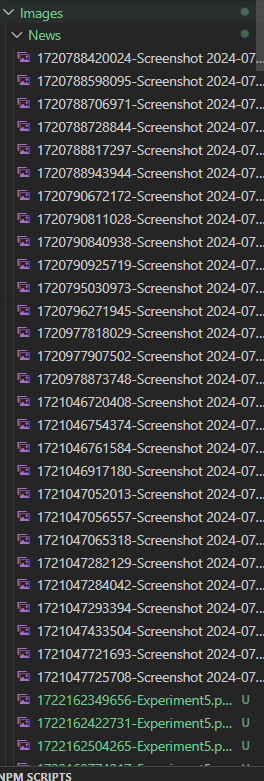 Images
News
1720788420024-Screenshot 2024-07...
1720788598095-Screenshot 2024-07...
1720788706971-Screenshot 2024-07...
1720788728844-Screenshot 2024-07...
1720788817297-Screenshot 2024-07...
1720788943944-Screenshot 2024-07...
1720790672172-Screenshot 2024-07...
1720790811028-Screenshot 2024-07...
1720790840938-Screenshot 2024-07...
1720790925719-Screenshot 2024-07...
1720795030973-Screenshot 2024-07...
1720796271945-Screenshot 2024-07...
1720977818029-Screenshot 2024-07...
1720977907502-Screenshot 2024-07...
1720978873748-Screenshot 2024-07...
1721046720408-Screenshot 2024-07...
1721046754374-Screenshot 2024-07...
1721046761584-Screenshot 2024-07...
1721046917180-Screenshot 2024-07...
1721047052013-Screenshot 2024-07...
1721047056557-Screenshot 2024-07...
1721047065318-Screenshot 2024-07...
1721047282129-Screenshot 2024-07...
1721047284042-Screenshot 2024-07...
1721047293394-Screenshot 2024-07...
1721047433504-Screenshot 2024-07...
1721047721693-Screenshot 2024-07...
1721047725708-Screenshot 2024-07...
1722162349656-Experiment5.p... U
1722162422731-Experiment5.p... U
1722162504265-Experiment5.p... U
NPM SCRIPTS